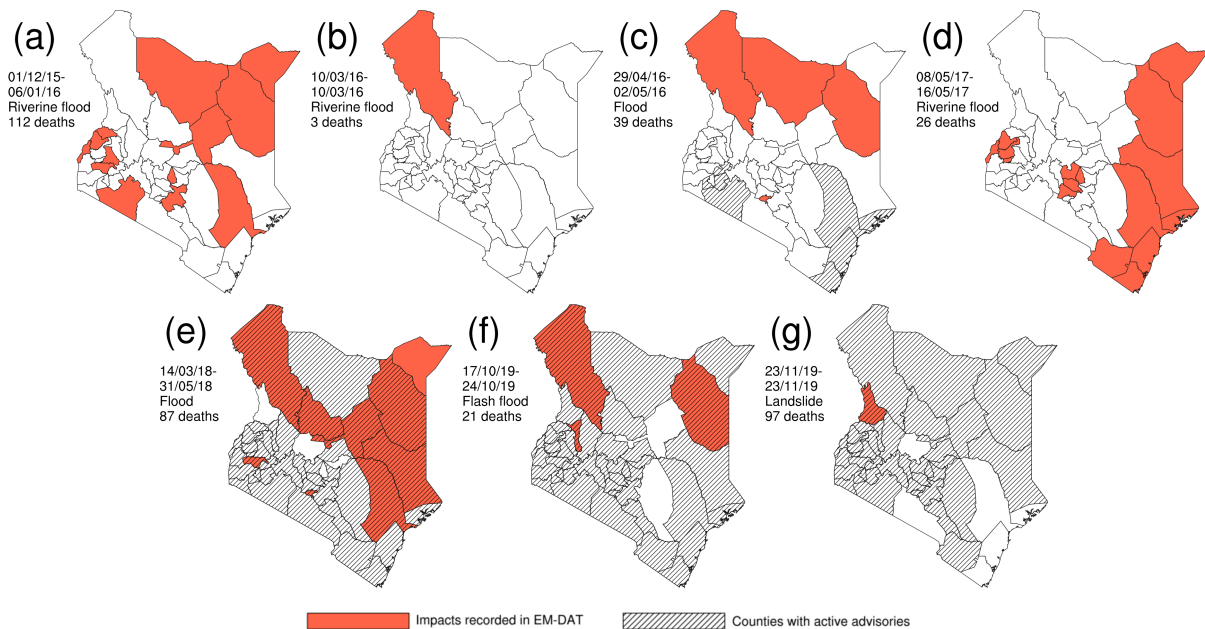 (a)
01/12/15-
06/01/16
Riverine flood
112 deaths
(b)
10/03/16-
10/03/16
Riverine flood
3 deaths
(c)
29/04/16-
02/05/16
Flood
39 deaths
(d)
08/05/17-
16/05/17
Riverine flood
26 deaths
(e)
14/03/18-
31/05/18
Flood
87 deaths
(f)
17/10/19-
24/10/19
Flash flood
21 deaths
(g)
23/11/19-
23/11/19
Landslide
97 deaths
Impacts recorded in EM-DAT
Counties with active advisories